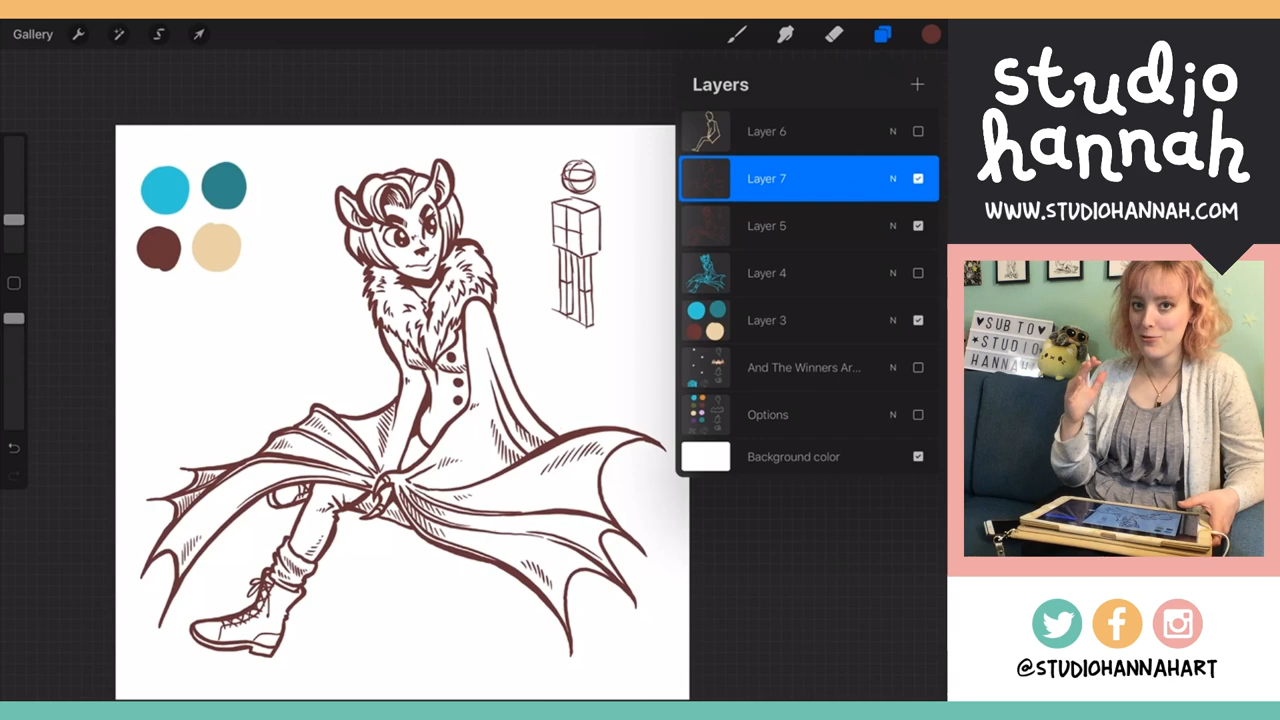 Gallery
Layers
Layer 6
N
Layer 7
N
Layer 5
N
Layer 4
N
Layer 3
N
And The Winners Ar...
N
Options
N
Background color
studio
hannah
WWW.STUDIOHANNAH.COM
SUB TO
STUDIO
HANNAH
@STUDIOHANNAHART